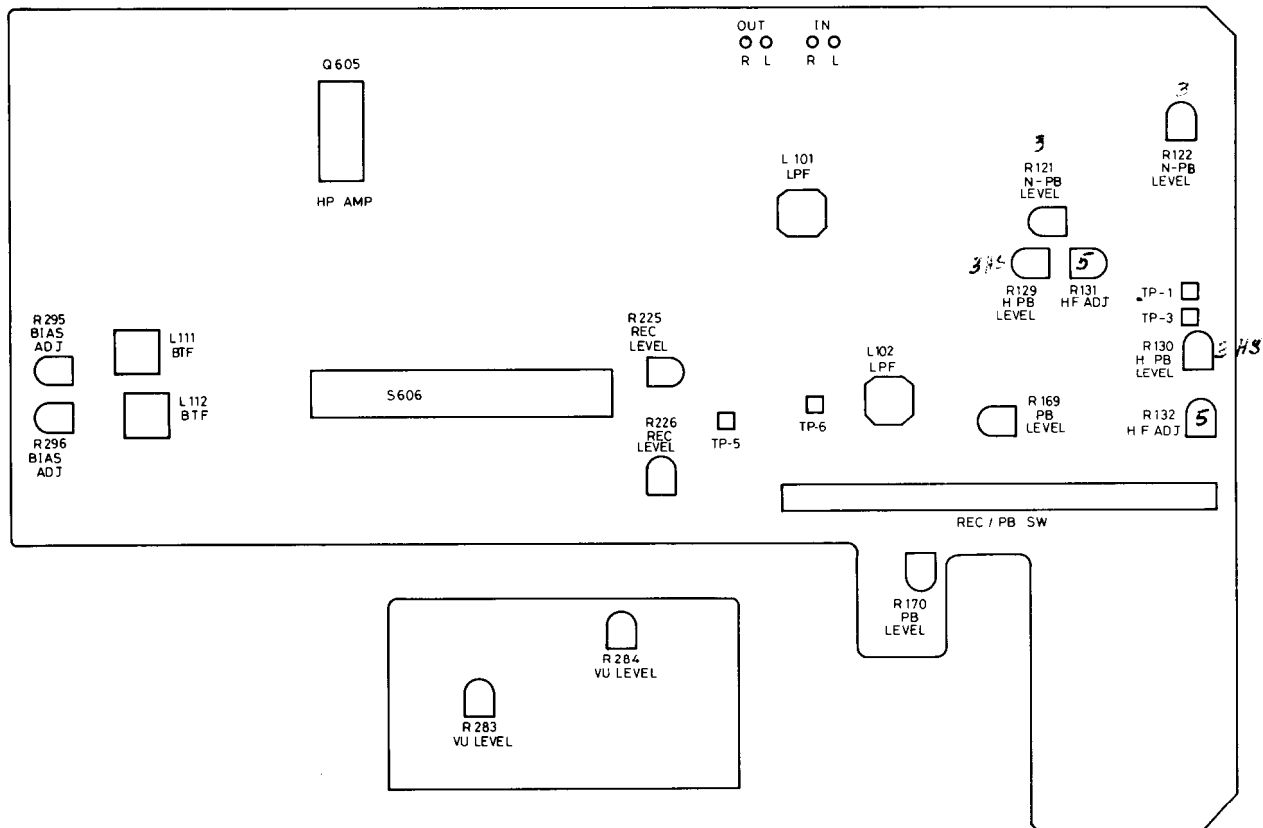 OUT IN
R L R L
Q605
HP AMP
3
R122
N-PB
LEVEL
3
R121
N-PB
LEVEL
L101
LPF
3HS
R129
H PB
LEVEL
5
R131
HF ADJ
TP-1
TP-3
R130
H PB
LEVEL
HS
R295
BIAS
ADJ
L111
BTF
R225
REC
LEVEL
L102
LPF
S606
L112
BTF
R296
BIAS
ADJ
R226
REC
LEVEL
TP-5
TP-6
R169
PB
LEVEL
R132
HF ADJ
5
REC / PB SW
R170
PB
LEVEL
R284
VU LEVEL
R283
VU LEVEL